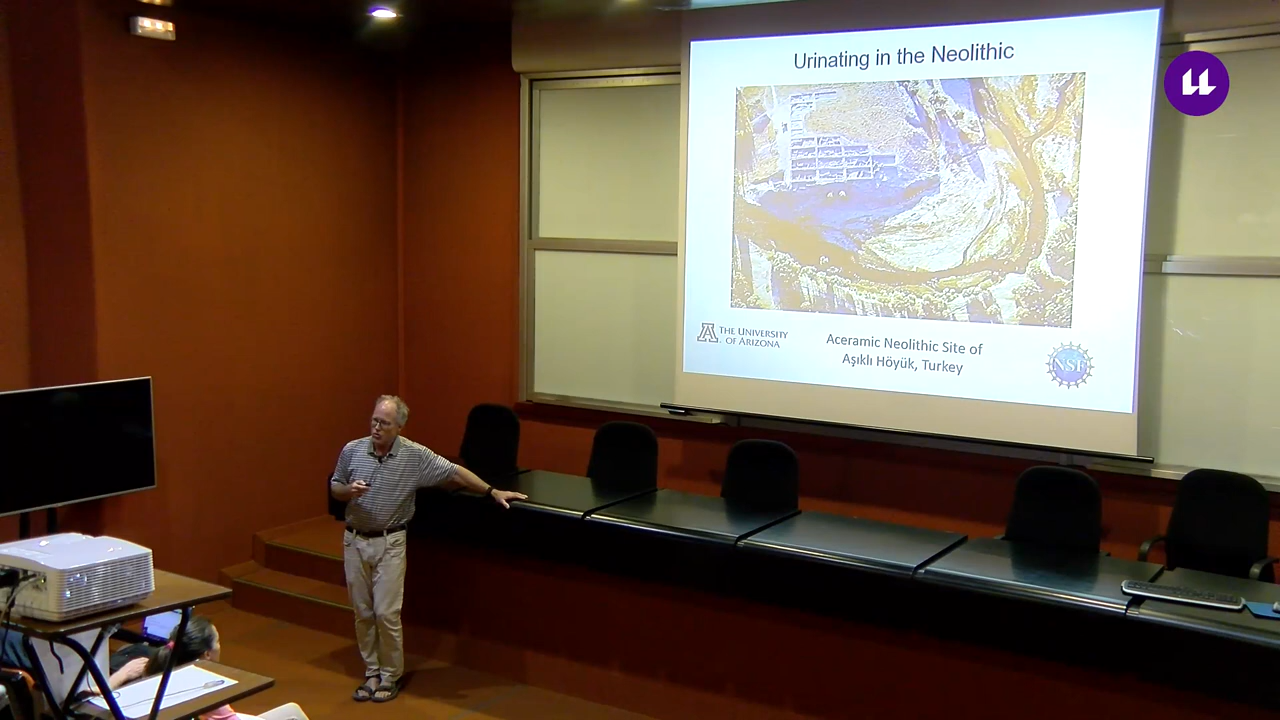 Urinating in the Neolithic
THE UNIVERSITY
OF ARIZONA
Aceramic Neolithic Site of
Aşıklı Höyük, Turkey
NSF